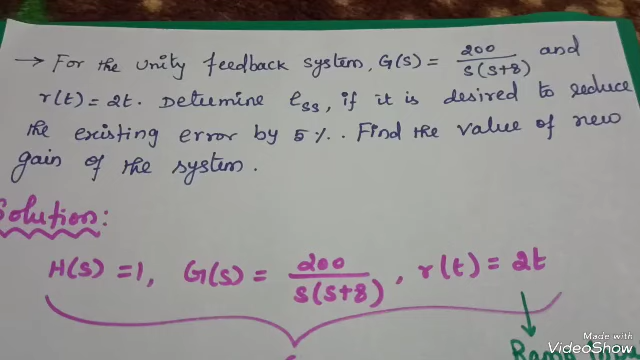 → For the unity feedback system, G(s) = 200 / s(s+8) and
r(t) = 2t. Determine ess, if it is desired to reduce
the existing error by 5%. Find the value of new
gain of the system.
Solution:
H(s) = 1, G(s) = 200 / s(s+8), r(t) = 2t
Made with
VideoShow